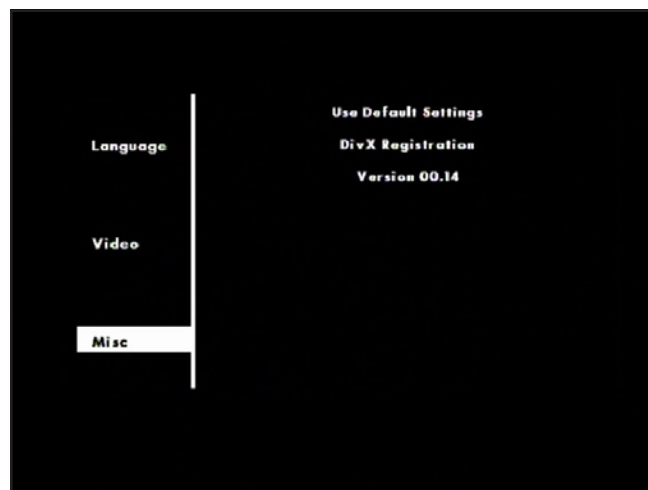 Language
Video
Misc
Use Default Settings
DivX Registration
Version 00.14